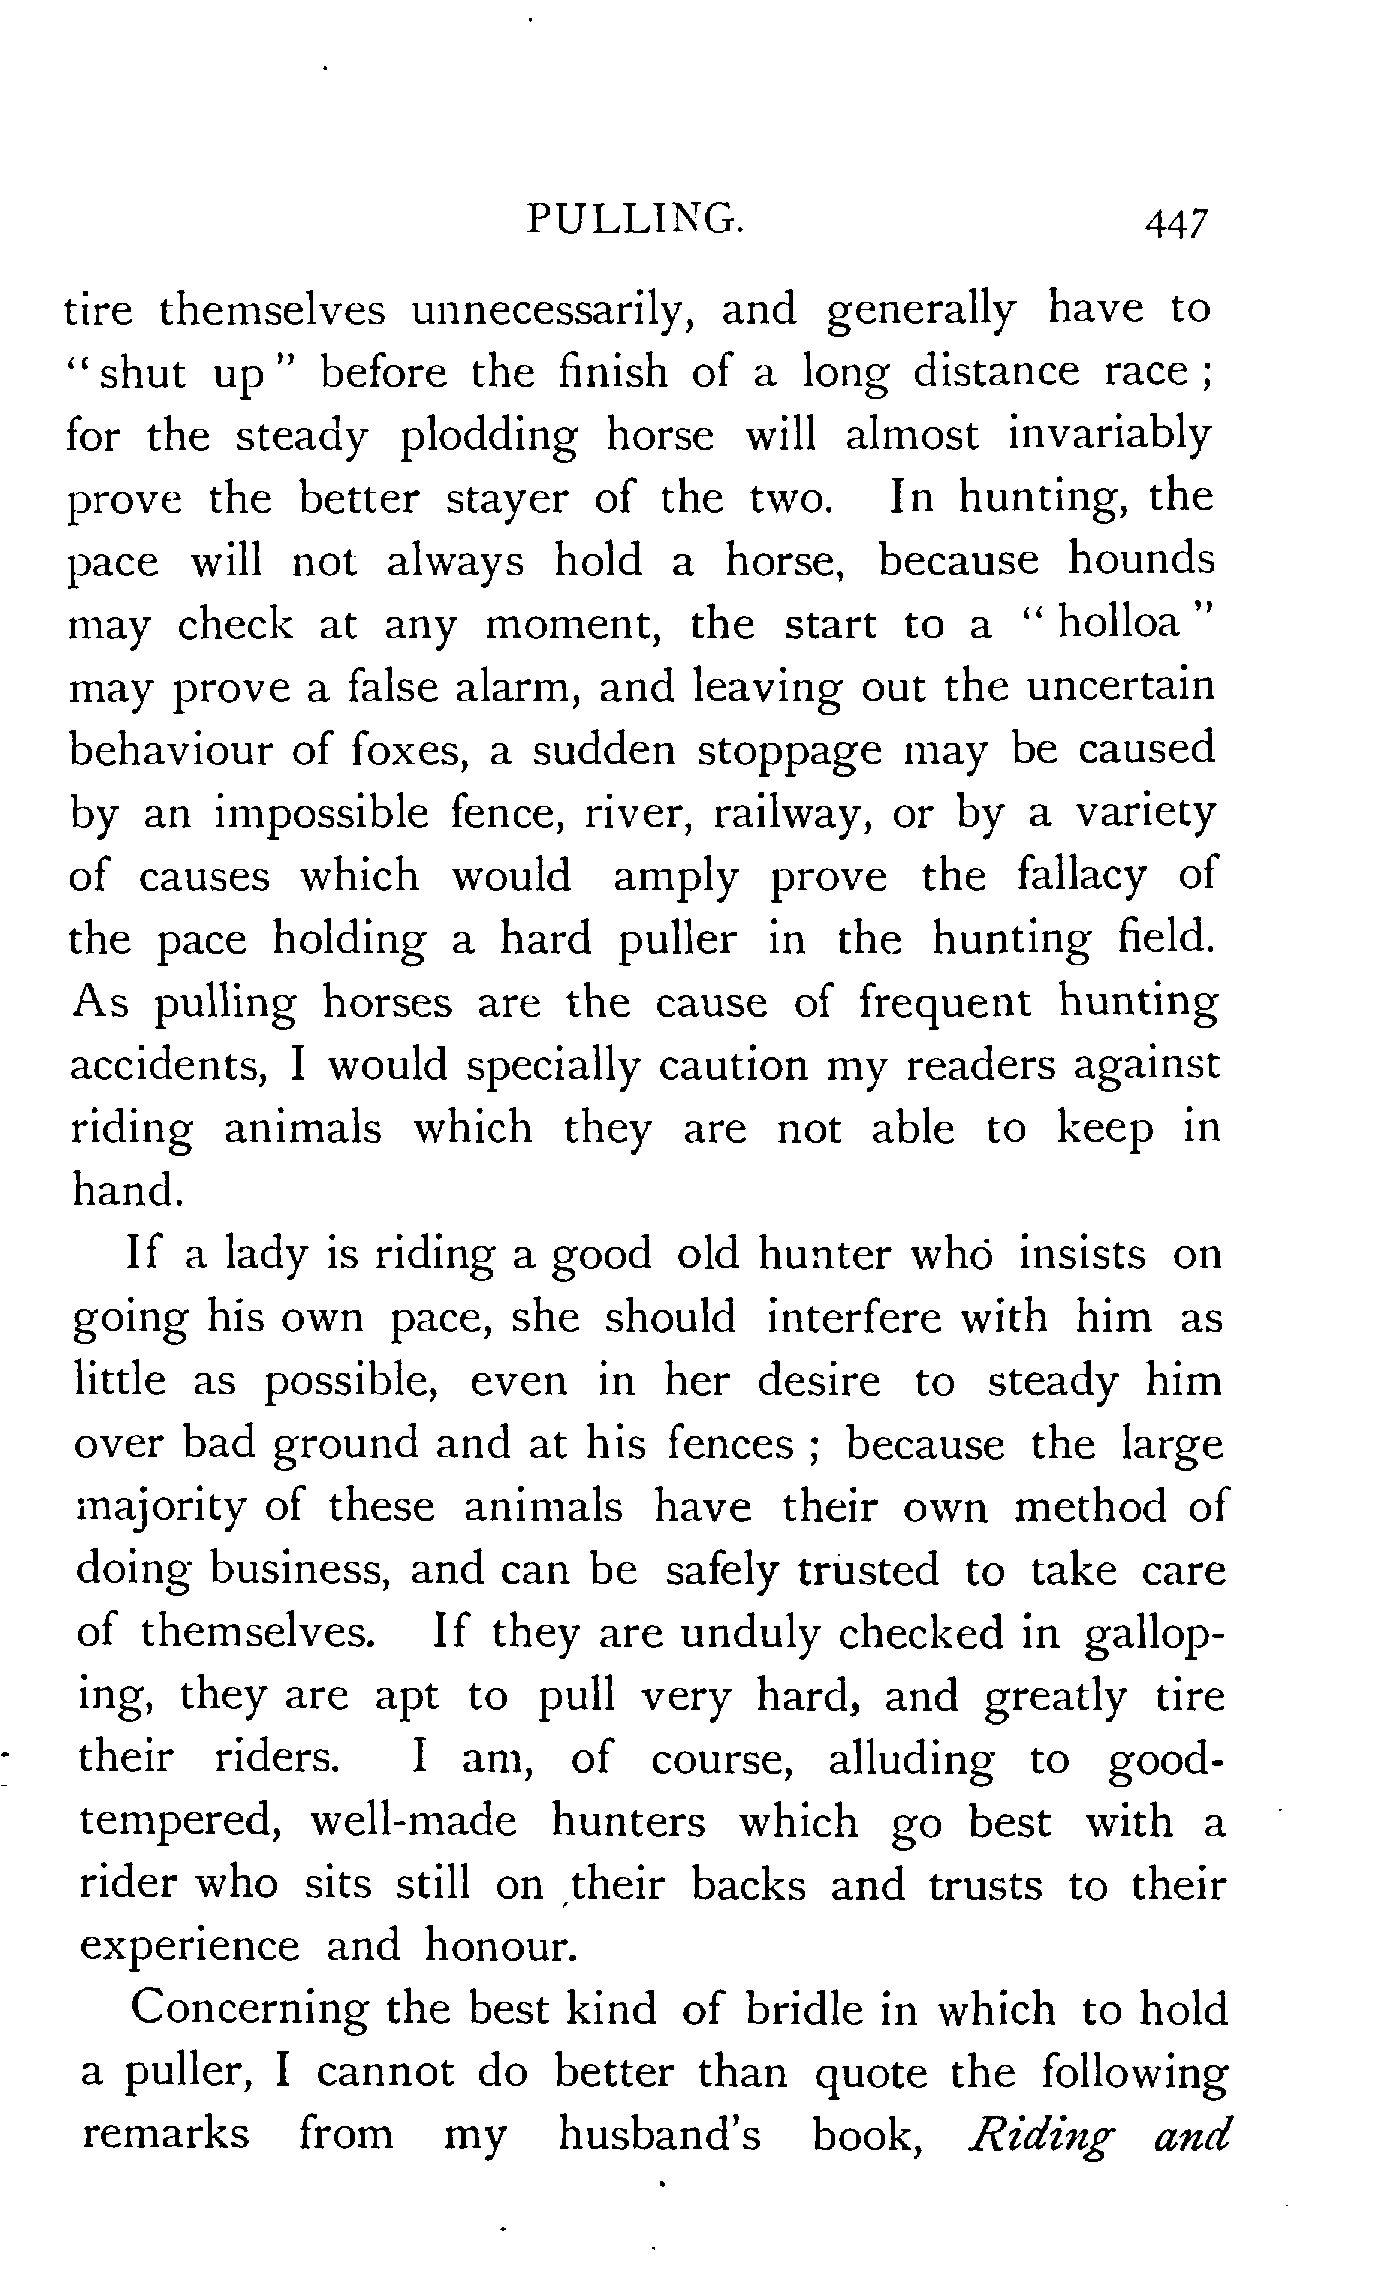 PULLING. 447
tire themselves unnecessarily, and generally have to
“shut up” before the finish of a long distance race;
for the steady plodding horse will almost invariably
prove the better stayer of the two. In hunting, the
pace will not always hold a horse, because hounds
may check at any moment, the start to a “holloa”
may prove a false alarm, and leaving out the uncertain
behaviour of foxes, a sudden stoppage may be caused
by an impossible fence, river, railway, or by a variety
of causes which would amply prove the fallacy of
the pace holding a hard puller in the hunting field.
As pulling horses are the cause of frequent hunting
accidents, I would specially caution my readers against
riding animals which they are not able to keep in
hand.
If a lady is riding a good old hunter who insists on
going his own pace, she should interfere with him as
little as possible, even in her desire to steady him
over bad ground and at his fences; because the large
majority of these animals have their own method of
doing business, and can be safely trusted to take care
of themselves. If they are unduly checked in gallop-
ing, they are apt to pull very hard, and greatly tire
their riders. I am, of course, alluding to good-
tempered, well-made hunters which go best with a
rider who sits still on their backs and trusts to their
experience and honour.
Concerning the best kind of bridle in which to hold
a puller, I cannot do better than quote the following
remarks from my husband's book, Riding and